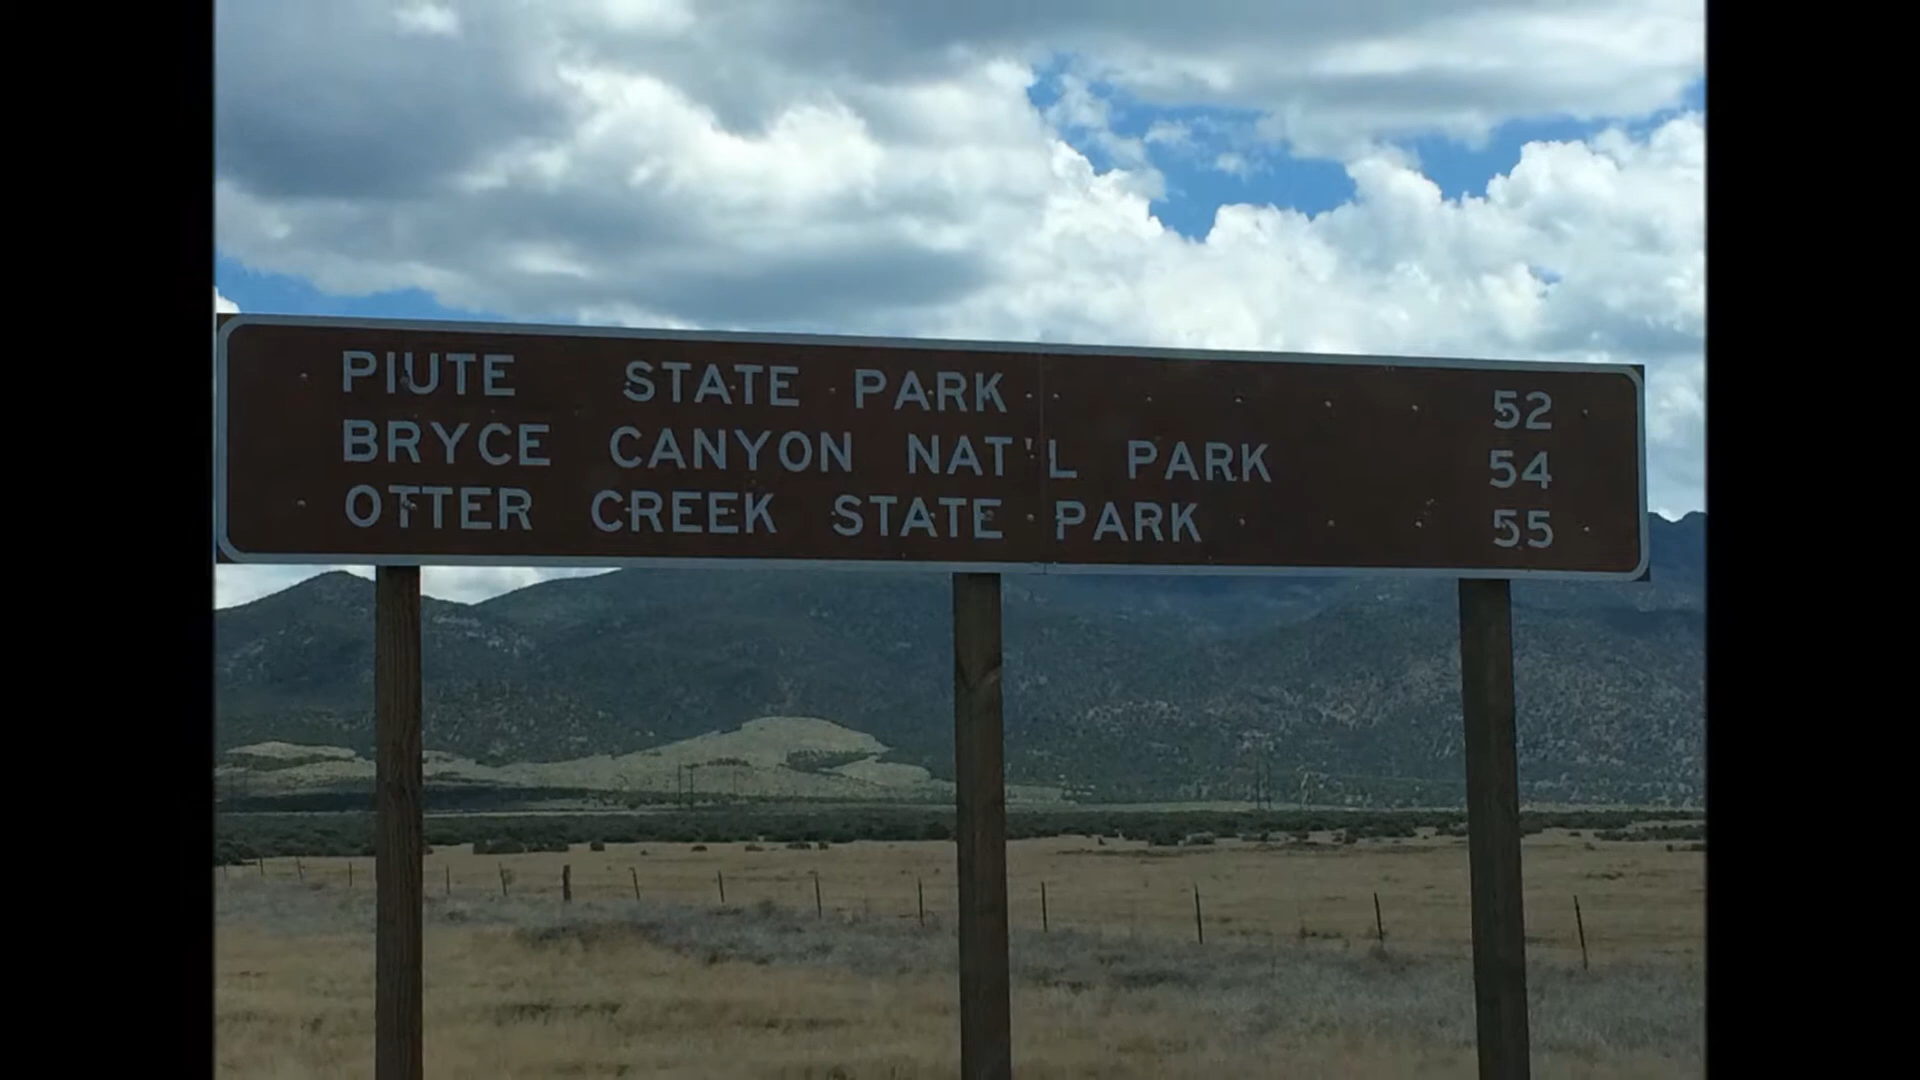 PIUTE STATE PARK 52
BRYCE CANYON NAT'L PARK 54
OTTER CREEK STATE PARK 55